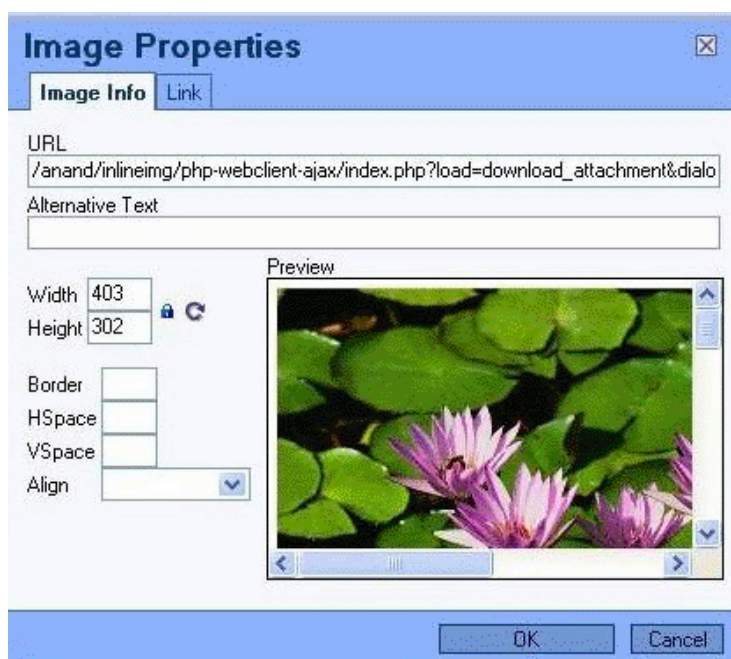 Image Properties
Image Info Link
URL
/anand/inlineimg/php-webclient-ajax/index.php?load=download_attachment&dialo
Alternative Text
Preview
Width 403
Height 302
Border
HSpace
VSpace
Align
OK Cancel